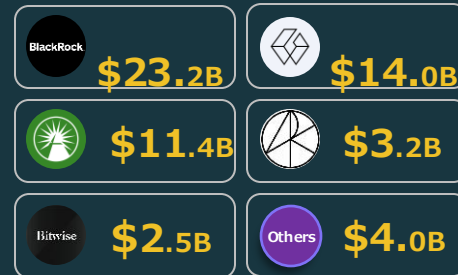 BlackRock $23.2B
$14.0B
$11.4B
$3.2B
Bitwise $2.5B
Others $4.0B